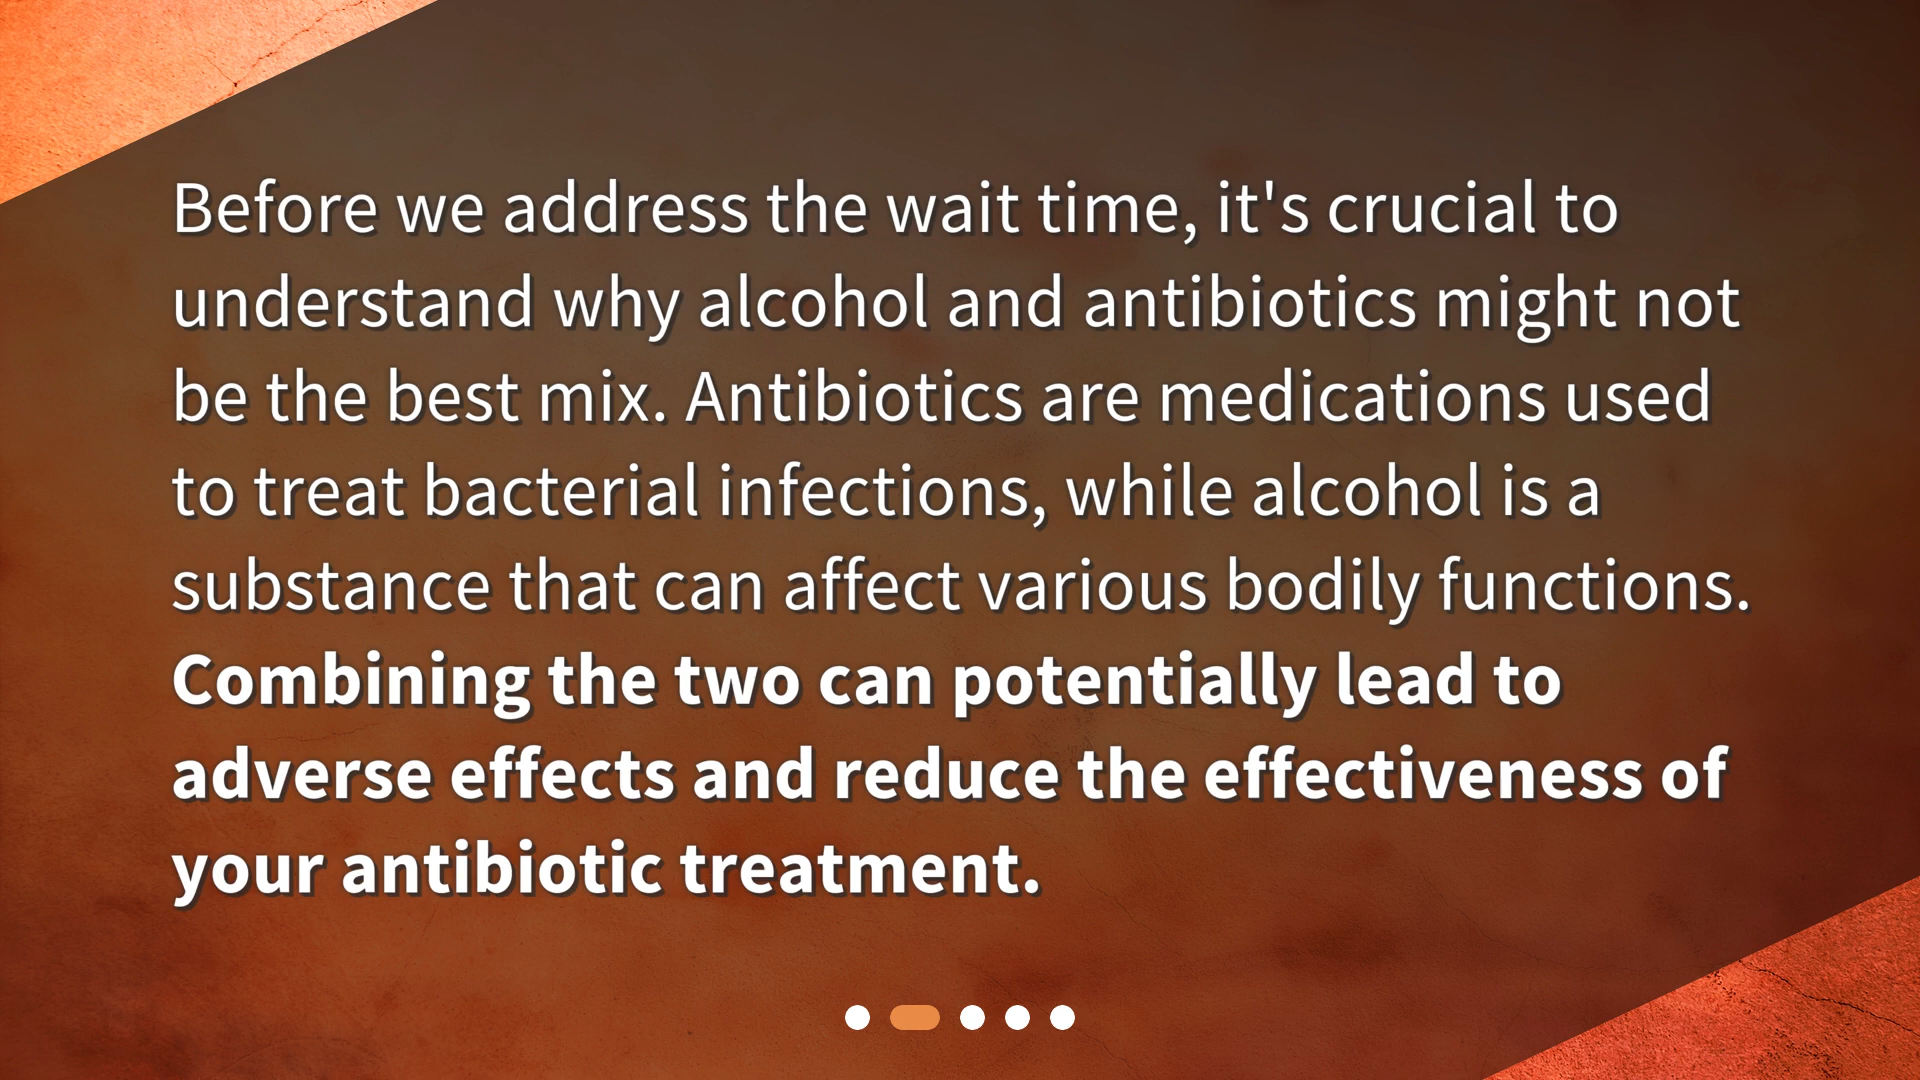 Before we address the wait time, it's crucial to
understand why alcohol and antibiotics might not
be the best mix. Antibiotics are medications used
to treat bacterial infections, while alcohol is a
substance that can affect various bodily functions.
Combining the two can potentially lead to
adverse effects and reduce the effectiveness of
your antibiotic treatment.